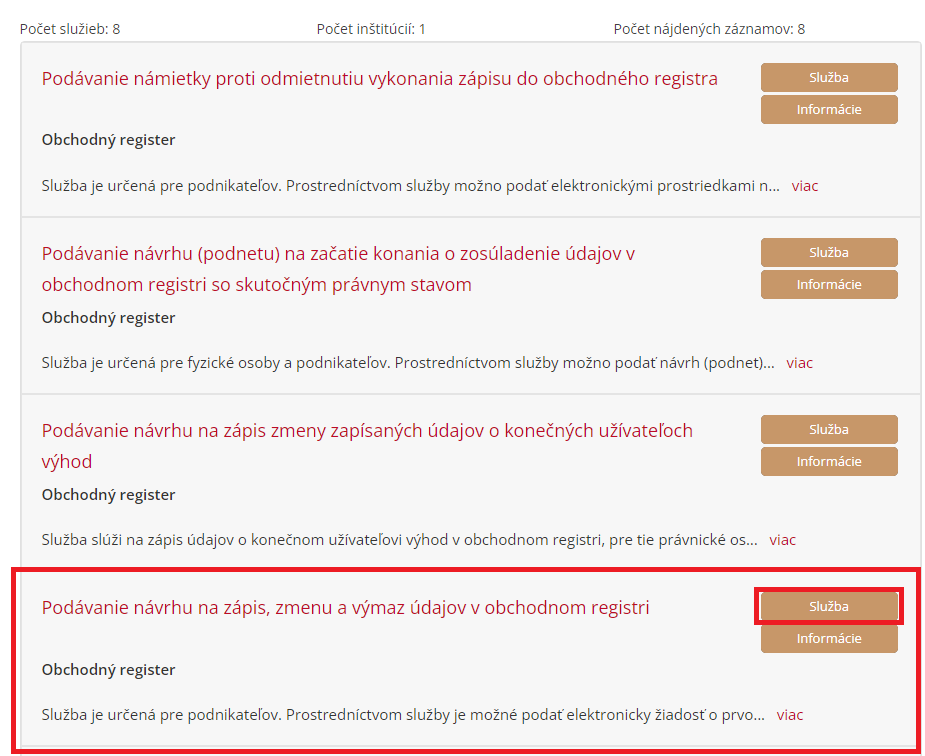 Počet služieb: 8 Počet inštitúcií: 1 Počet nájdených záznamov: 8
Podávanie námietky proti odmietnutiu vykonania zápisu do obchodného registra
Služba
Informácie
Obchodný register
Služba je určená pre podnikateľov. Prostredníctvom služby možno podať elektronickými prostriedkami n... viac
Podávanie návrhu (podnetu) na začatie konania o zosúladenie údajov v
obchodnom registri so skutočným právnym stavom
Služba
Informácie
Obchodný register
Služba je určená pre fyzické osoby a podnikateľov. Prostredníctvom služby možno podať návrh (podnet)... viac
Podávanie návrhu na zápis zmeny zapísaných údajov o konečných užívateľoch
výhod
Služba
Informácie
Obchodný register
Služba slúži na zápis údajov o konečnom užívateľovi výhod v obchodnom registri, pre tie právnické os... viac
Podávanie návrhu na zápis, zmenu a výmaz údajov v obchodnom registri
Služba
Informácie
Obchodný register
Služba je určená pre podnikateľov. Prostredníctvom služby je možné podať elektronicky žiadosť o prvo... viac